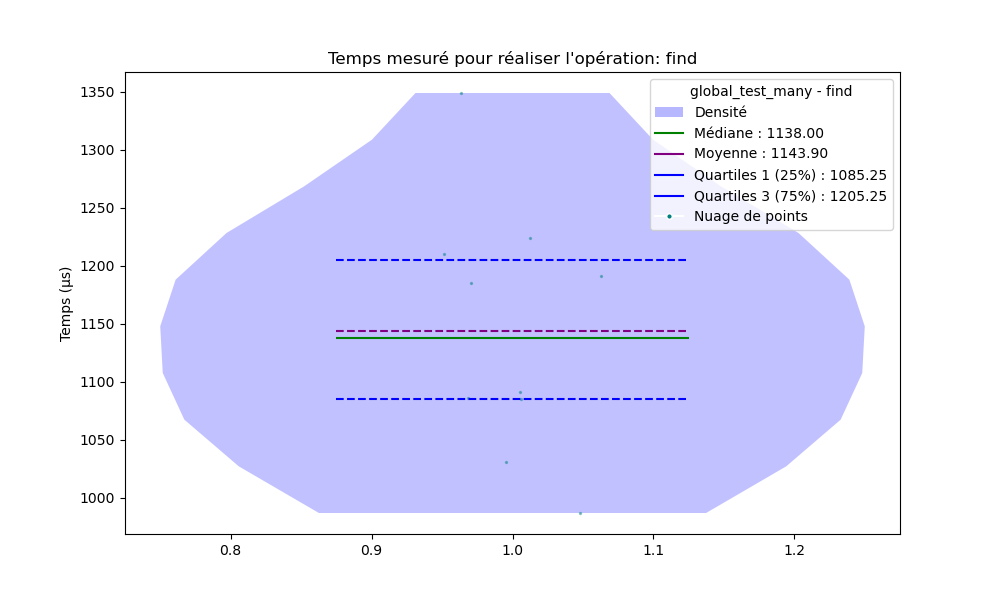 Temps mesuré pour réaliser l'opération: find
global_test_many - find
Densité
Médiane : 1138.00
Moyenne : 1143.90
Quartiles 1 (25%) : 1085.25
Quartiles 3 (75%) : 1205.25
Nuage de points
Temps (µs)
1350
1300
1250
1200
1150
1100
1050
1000
0.8
0.9
1.0
1.1
1.2